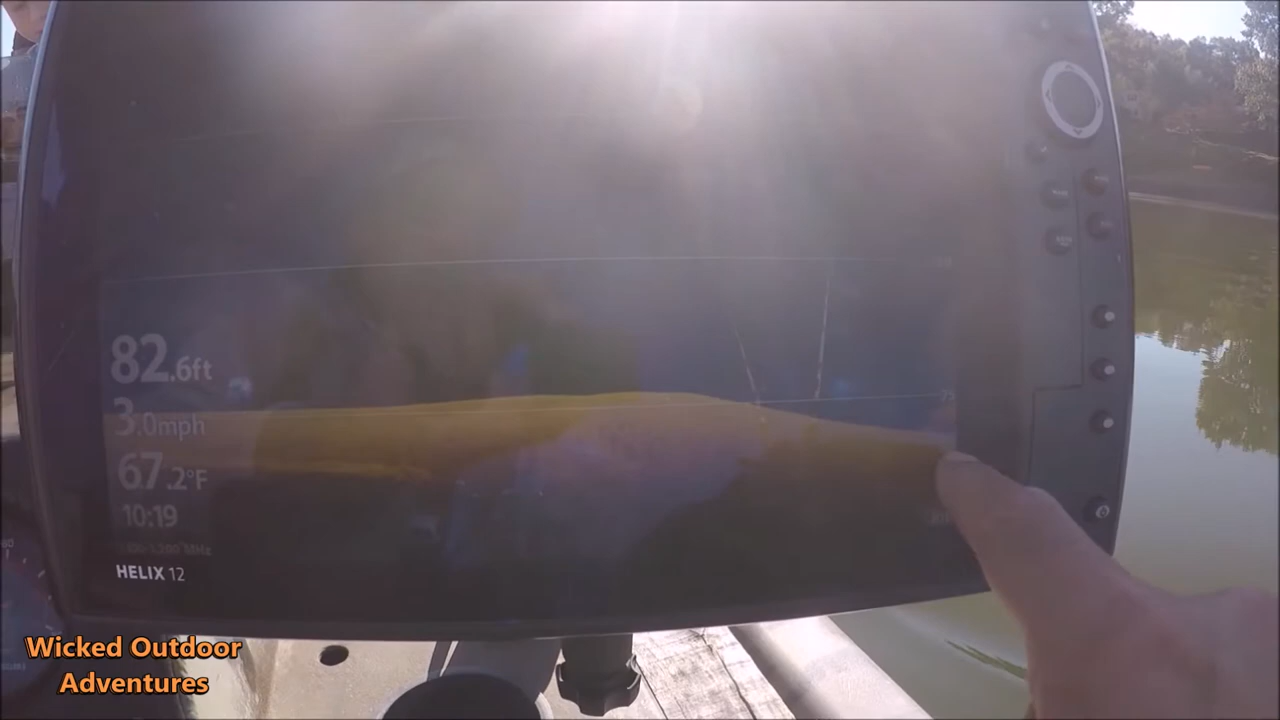 82.6ft
3.0mph
67.2°F
10:19
HELIX 12
Wicked Outdoor
Adventures